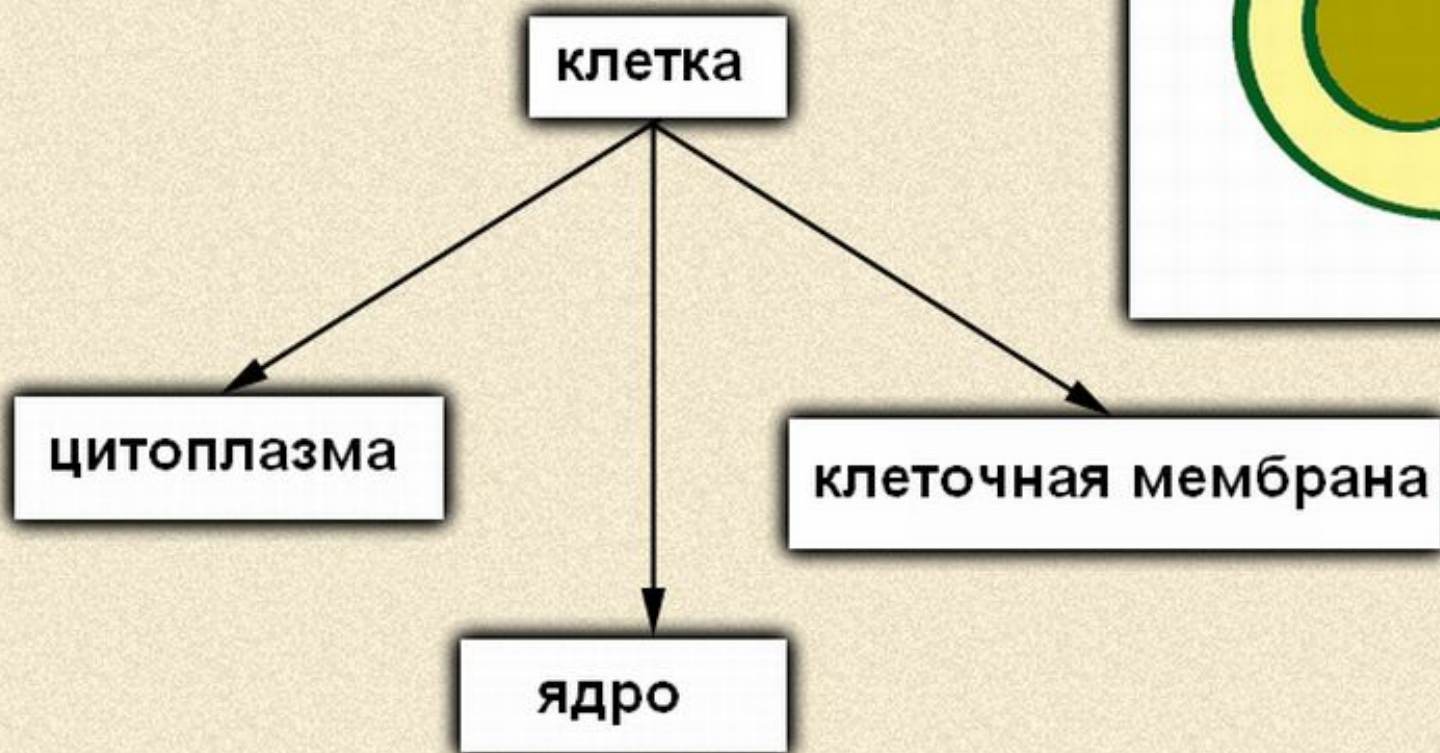 клетка
цитоплазма
клеточная мембрана
ядро